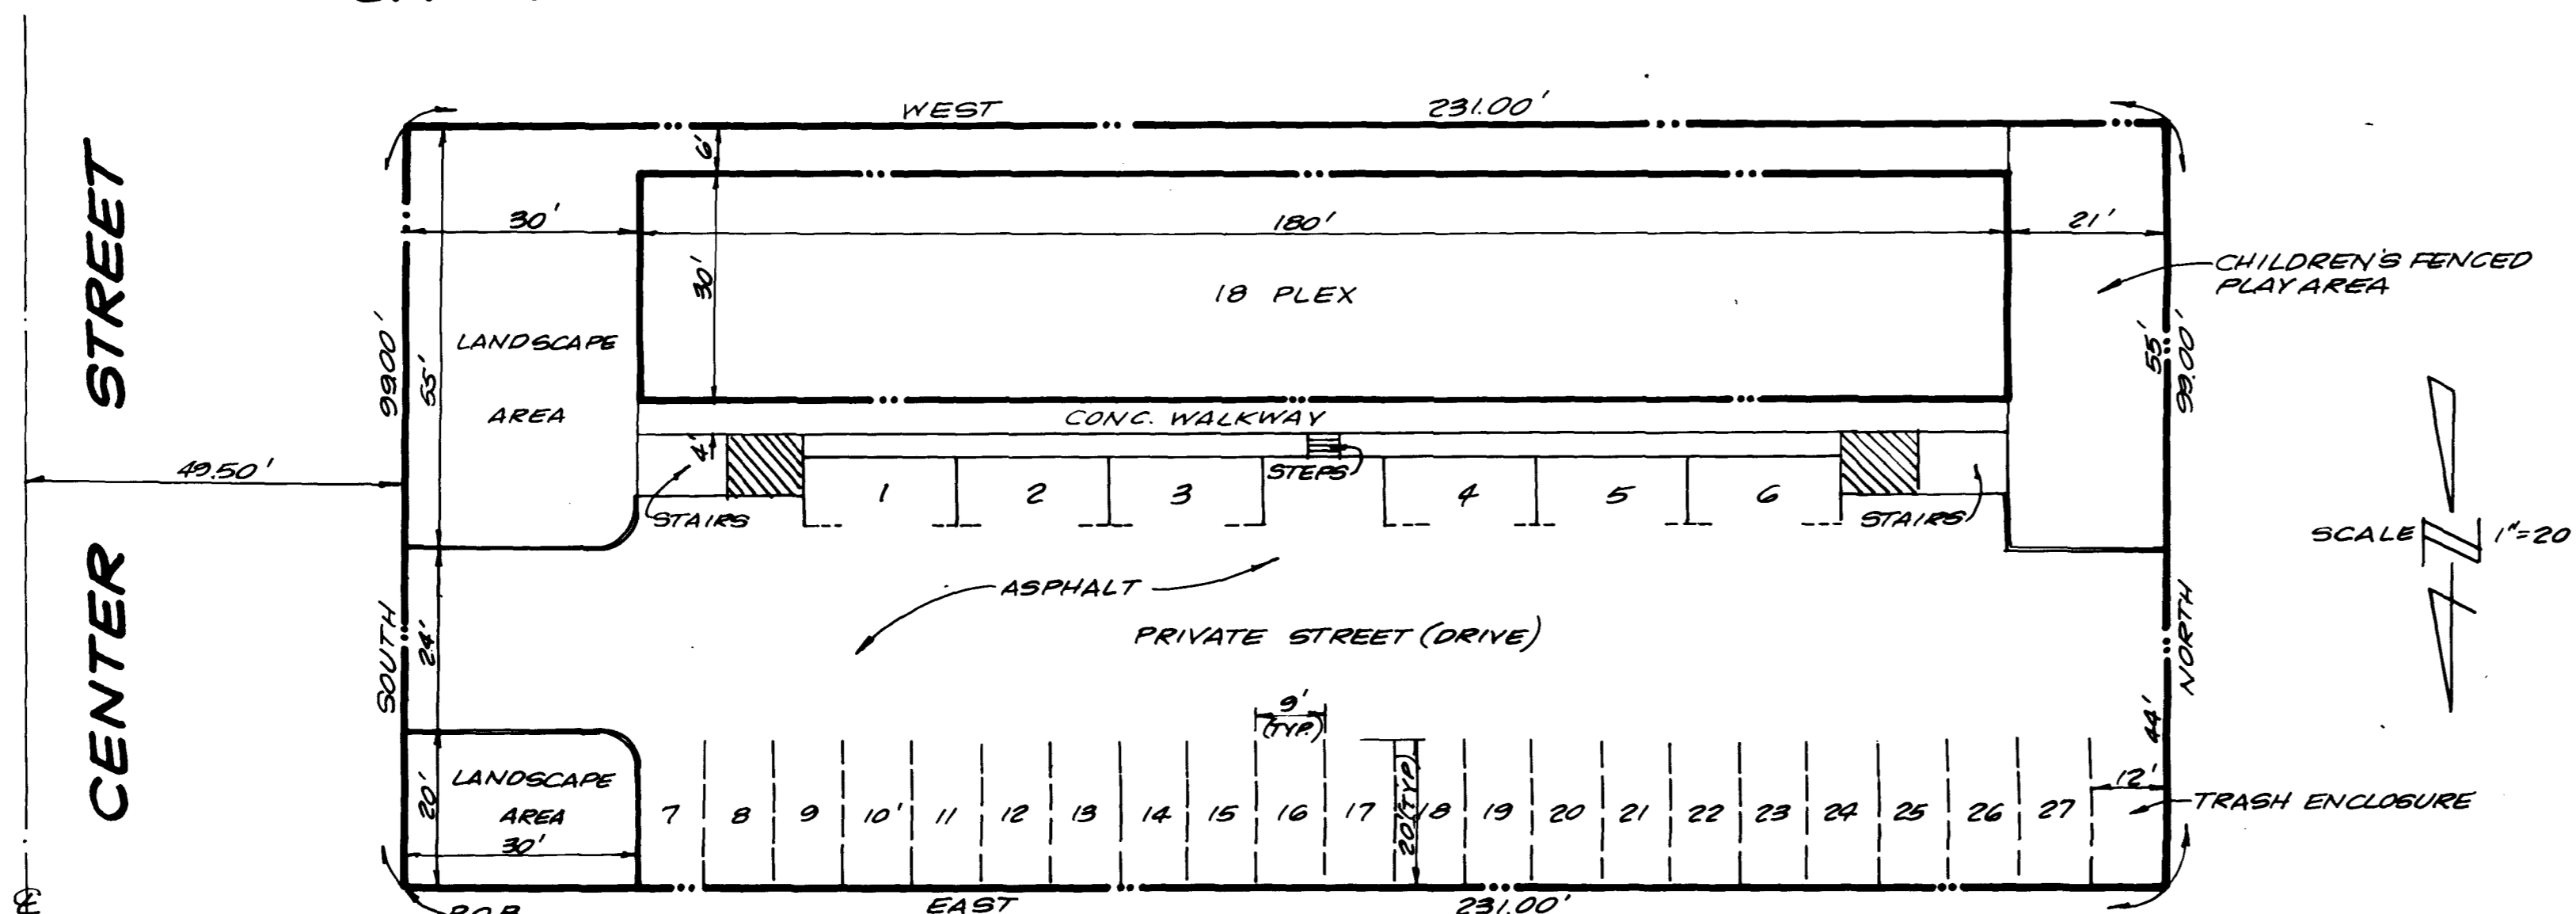 WEST
231.00'
6'
30'
180'
21'
30'
18 PLEX
CHILDREN'S FENCED
PLAY AREA
STREET
CENTER
99.00'
55'
LANDSCAPE
AREA
55'
99.00'
CONC. WALKWAY
4'
49.50'
STEPS
1
2
3
4
5
6
STAIRS
STAIRS
SCALE
1"=20
ASPHALT
PRIVATE STREET (DRIVE)
SOUTH
24'
NORTH
9'
(TYP.)
44'
LANDSCAPE
AREA
30'
20'
7
8
9
10'
11
12
13
14
15
16
17
20'(TYP)
18
19
20
21
22
23
24
25
26
27
12'
TRASH ENCLOSURE
P.O.B.
EAST
231.00'